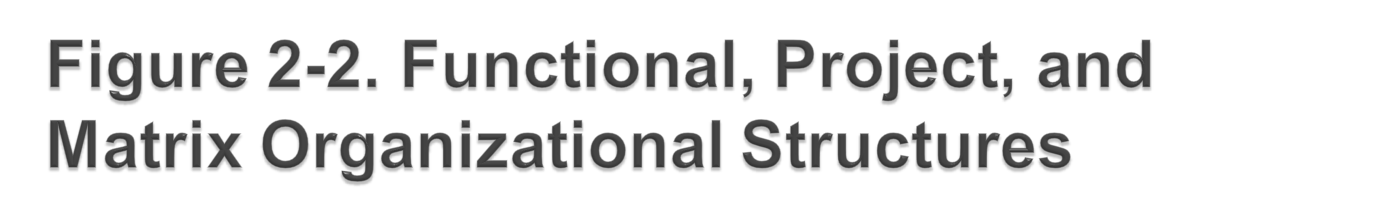 Figure 2-2. Functional, Project, and
Matrix Organizational Structures